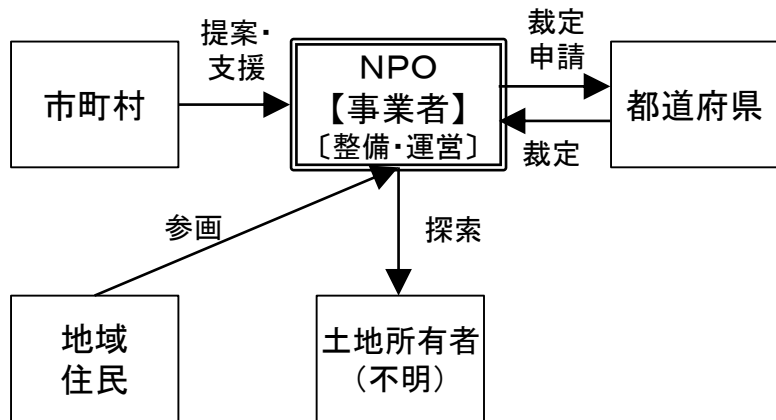 提案・
支援
裁定
申請
市町村
NPO
【事業者】
〔整備・運営〕
都道府県
裁定
参画
探索
地域
住民
土地所有者
（不明）